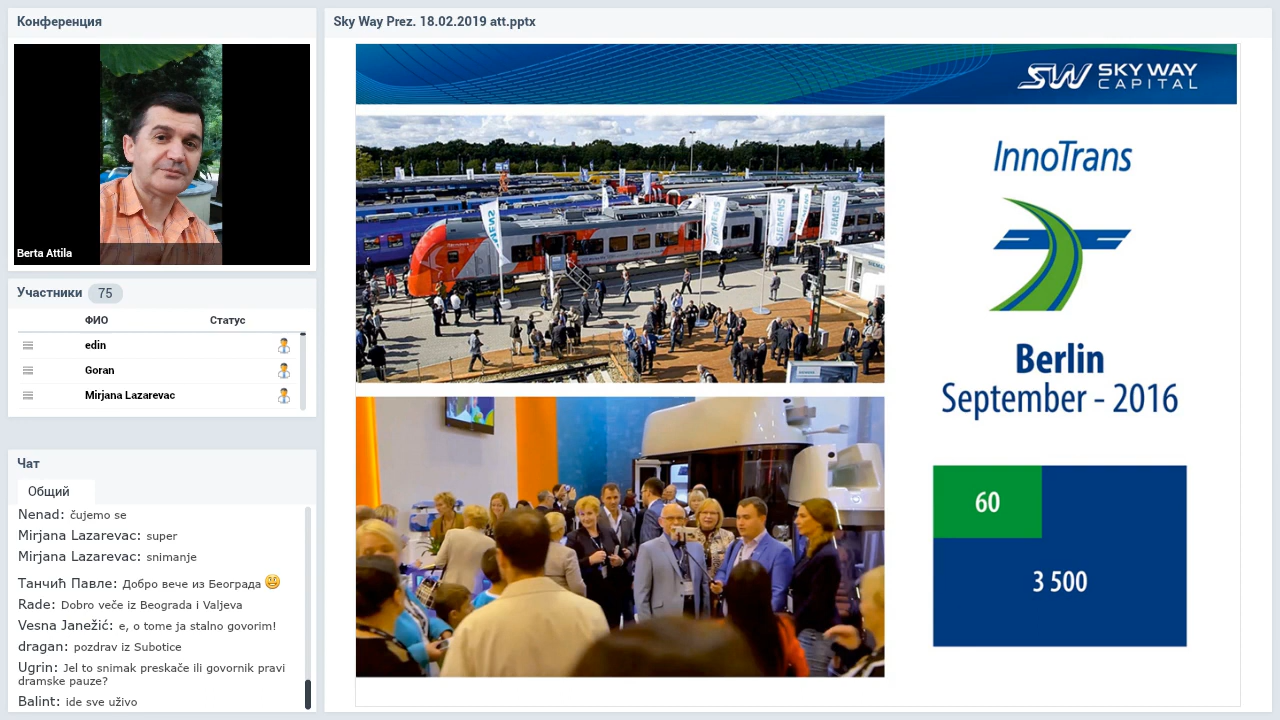 Конференция
Berta Attila
Участники 75
ФИО Статус
edin
Goran
Mirjana Lazarevac
Чат
Общий
Nenad: čujemo se
Mirjana Lazarevac: super
Mirjana Lazarevac: snimanje
Танчић Павле: Добро вече из Београда
Rade: Dobro veče iz Beograda i Valjeva
Vesna Janežić: e, o tome ja stalno govorim!
dragan: pozdrav iz Subotice
Ugrin: Jel to snimak preskače ili govornik pravi
dramske pauze?
Balint: ide sve uživo
Sky Way Prez. 18.02.2019 att.pptx
SW SKY WAY
CAPITAL
SIEMENS
SIEMENS
SIEMENS
SIEMENS
InnoTrans
Berlin
September - 2016
60
3 500